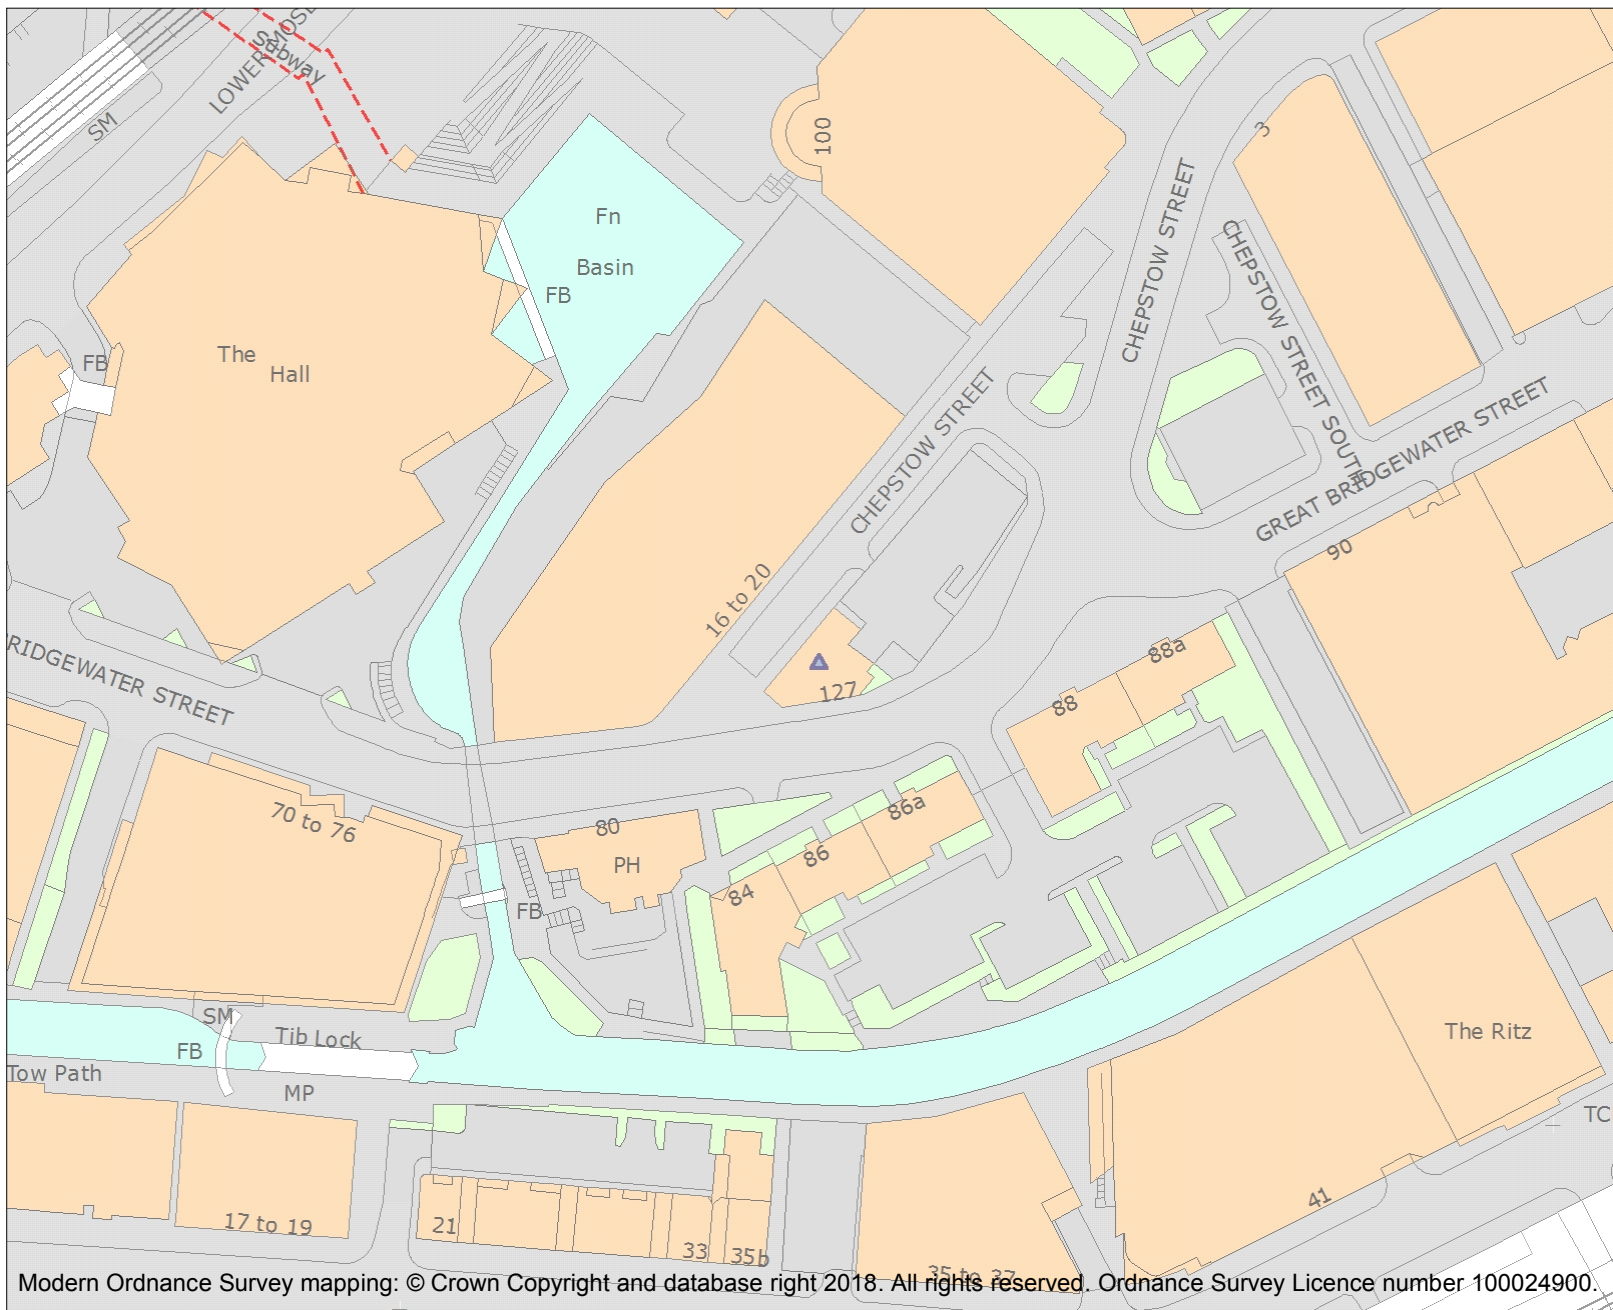 LOWER MOSL
Subway
SM
100
3
CHEPSTOW STREET
CHEPSTOW STREET SOUTH
Fn
Basin
FB
The
Hall
FB
CHEPSTOW STREET
GREAT BRIDGEWATER STREET
90
16 to 20
127
88a
88
RIDGEWATER STREET
70 to 76
80
PH
86a
86
84
FB
SM
Tib Lock
FB
Tow Path
MP
The Ritz
TC
41
17 to 19
21
33
35b
35 to 37
Modern Ordnance Survey mapping: © Crown Copyright and database right 2018. All rights reserved. Ordnance Survey Licence number 100024900.